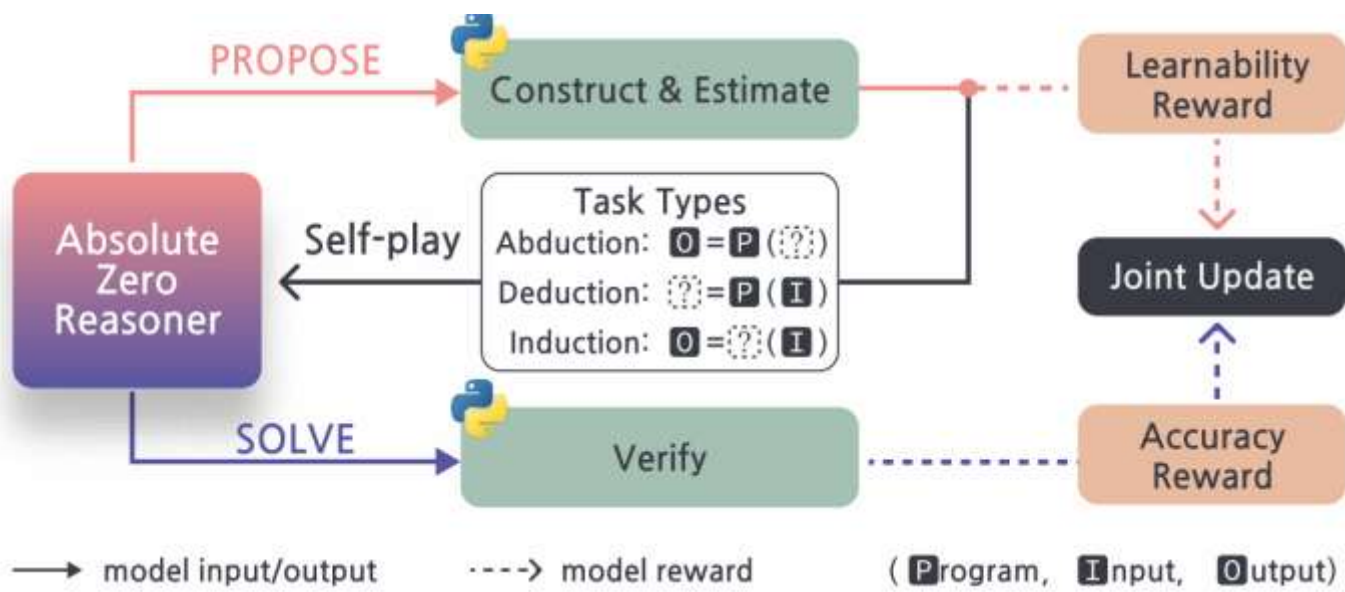 PROPOSE
Construct & Estimate
Learnability
Reward
Absolute
Zero
Reasoner
Self-play
Task Types
Abduction: O=P(?)
Deduction: ?=P(I)
Induction: O=?(I)
Joint Update
SOLVE
Verify
Accuracy
Reward
model input/output
model reward
(Program, Input, Output)